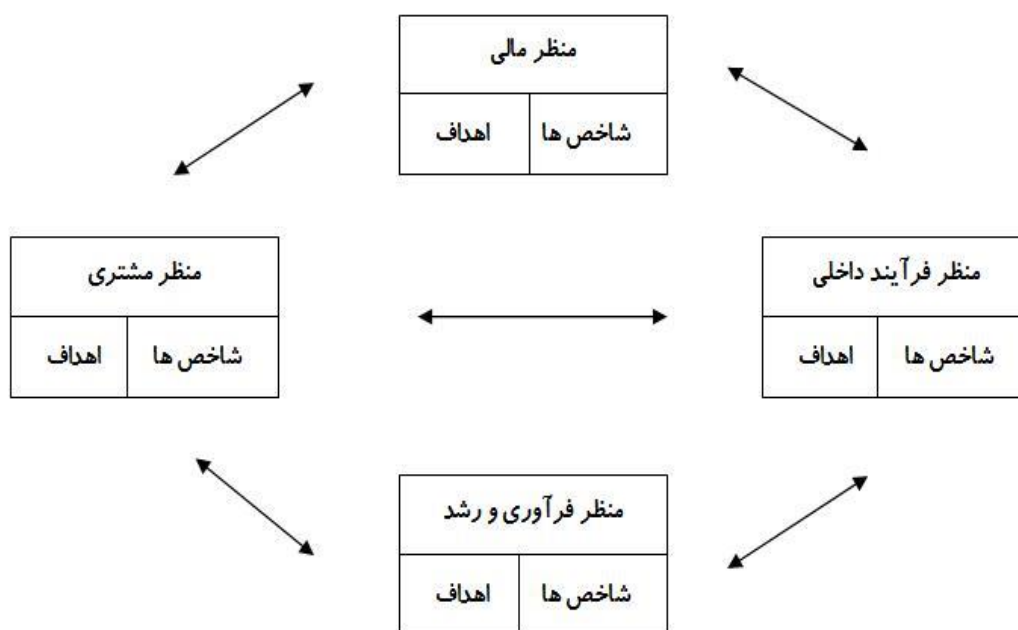 منظر مالی
شاخص ها
اهداف
منظر فرآیند داخلی
شاخص ها
اهداف
منظر مشتری
شاخص ها
اهداف
منظر فرآوری و رشد
شاخص ها
اهداف